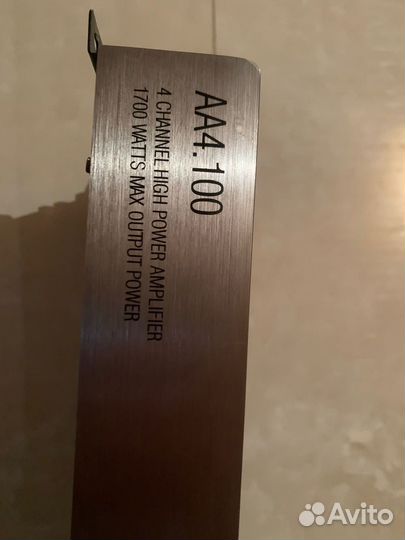 AA4.100
4 CHANNEL HIGH POWER AMPLIFIER
1700 WATTS MAX OUTPUT POWER
Avito